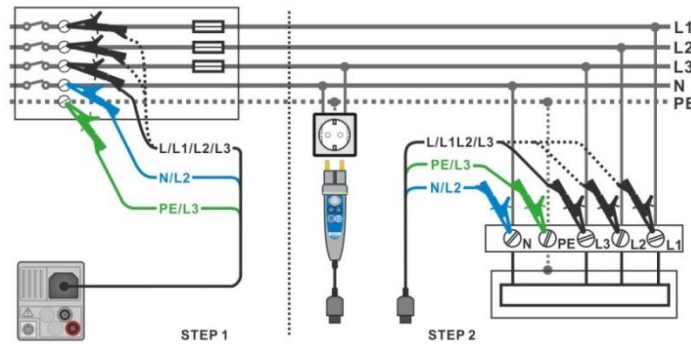 L1
L2
L3
N
PE
L/L1/L2/L3
N/L2
PE/L3
STEP 1
L/L1L2/L3
PE/L3
N/L2
N PE L3 L2 L1
STEP 2